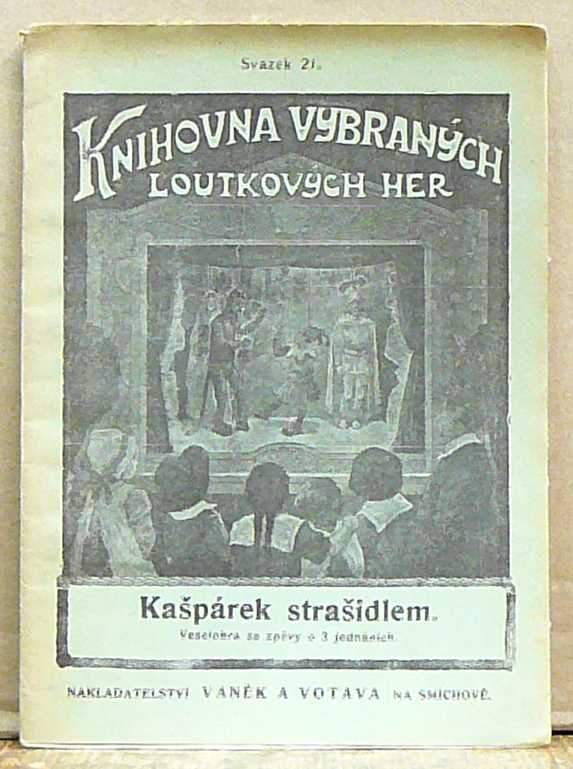 Svazek 21.
KNIHOVNA VYBRANÝCH
LOUTKOVÝCH HER
Kašpárek strašidlem.
Veselohra se zpěvy o 3 jednáních.
NAKLADATELSTVÍ VANĚK A VOTAVA NA SMÍCHOVĚ.